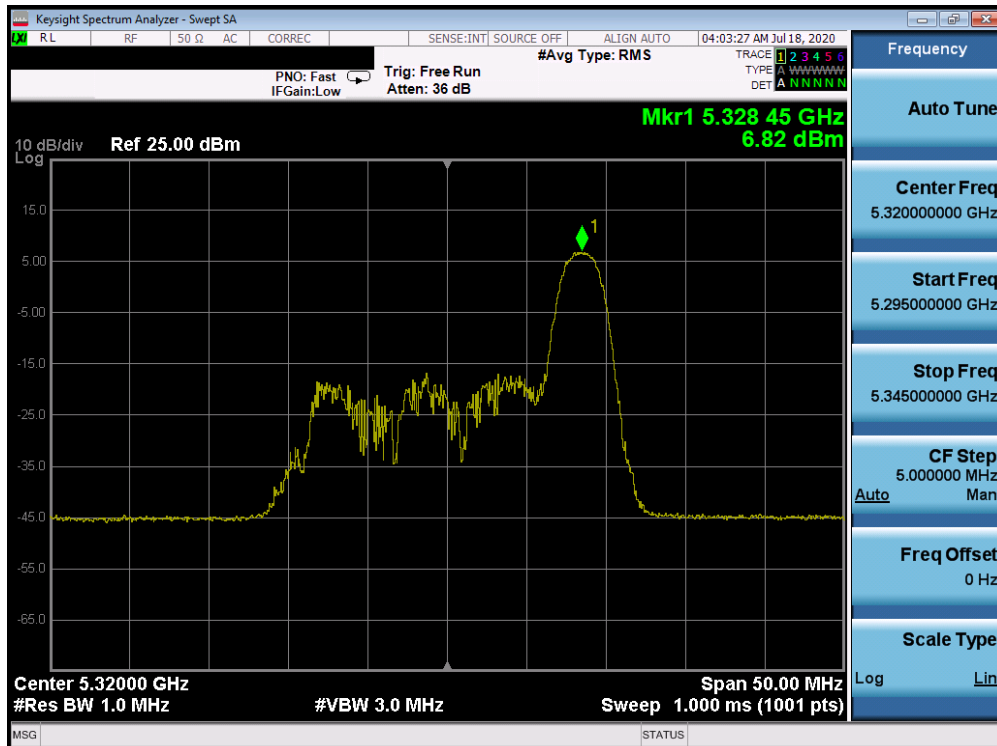 Keysight Spectrum Analyzer - Swept SA
LXI RL RF 50 Ω AC CORREC SENSE:INT SOURCE OFF ALIGN AUTO 04:03:27 AM Jul 18, 2020
#Avg Type: RMS
TRACE 1 2 3 4 5 6
PNO: Fast Trig: Free Run
TYPE A WWWWW
IFGain:Low Atten: 36 dB
DET A N N N N N
Mkr1 5.328 45 GHz
6.82 dBm
10 dB/div Ref 25.00 dBm
Log
15.0
5.00
-5.00
-15.0
-25.0
-35.0
-45.0
-55.0
-65.0
1
Center 5.32000 GHz Span 50.00 MHz
#Res BW 1.0 MHz #VBW 3.0 MHz Sweep 1.000 ms (1001 pts)
MSG STATUS
Frequency
Auto Tune
Center Freq
5.320000000 GHz
Start Freq
5.295000000 GHz
Stop Freq
5.345000000 GHz
CF Step
5.000000 MHz
Auto Man
Freq Offset
0 Hz
Scale Type
Log Lin